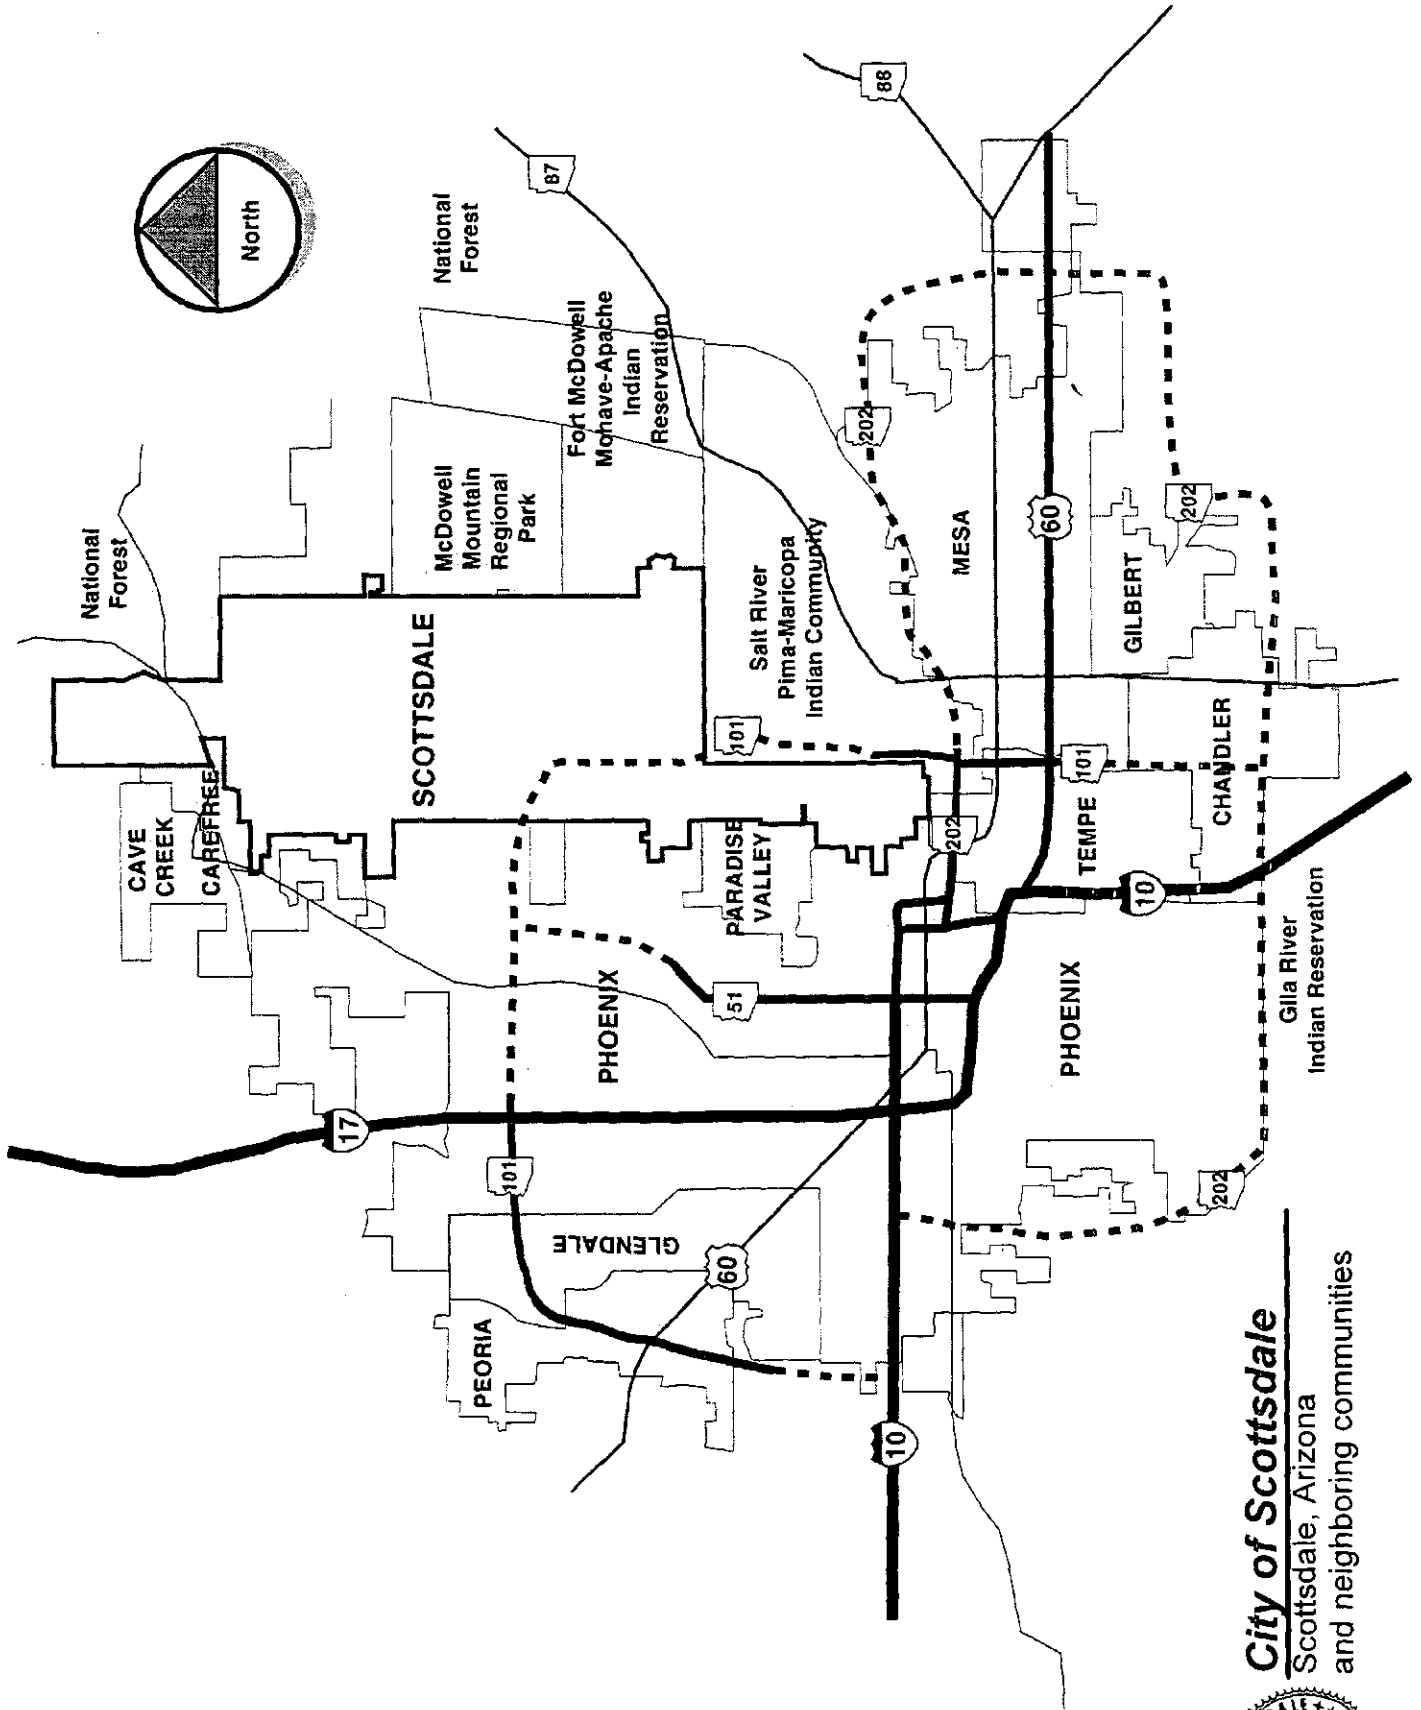 North
National
Forest
87
88
National
Forest
Fort McDowell
Mohave-Apache
Indian
Reservation
McDowell
Mountain
Regional
Park
SCOTTSDALE
CAVE
CREEK
CAREFREE
Salt River
Pima-Maricopa
Indian Community
202
MESA
60
GILBERT
202
101
PARADISE
VALLEY
202
101
TEMPE
CHANDLER
10
Gila River
Indian Reservation
PHOENIX
51
PHOENIX
17
101
GLENDALE
60
PEORIA
202
10
City of Scottsdale
Scottsdale, Arizona
and neighboring communities